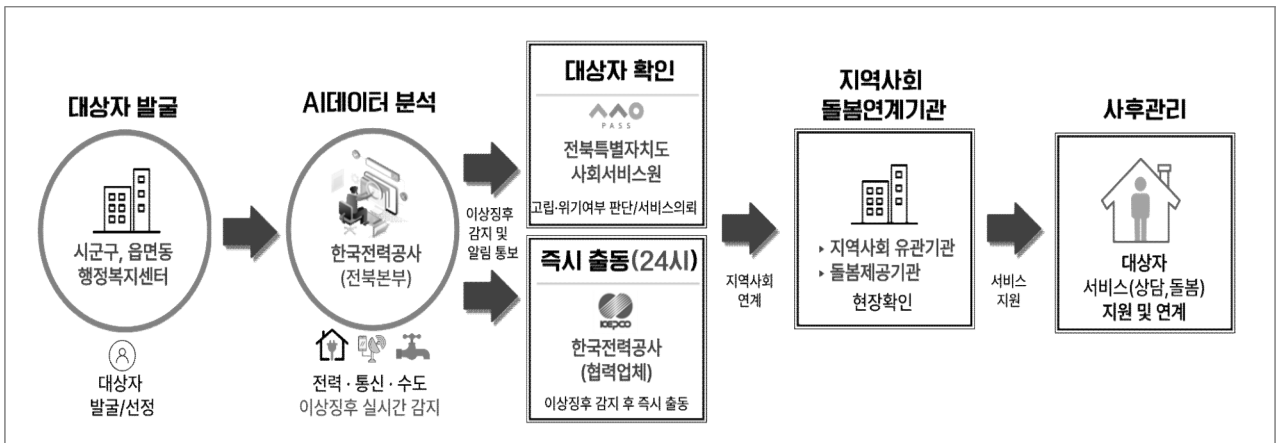 대상자 발굴
시군구, 읍면동
행정복지센터
대상자
발굴/선정
AI데이터 분석
한국전력공사
(전북본부)
전력 · 통신 · 수도
이상징후 실시간 감지
이상징후
감지 및
알림 통보
대상자 확인
PASS
전북특별자치도
사회서비스원
고립·위기여부 판단/서비스의뢰
즉시 출동(24시)
KEPCO
한국전력공사
(협력업체)
이상징후 감지 후 즉시 출동
지역사회
연계
지역사회
돌봄연계기관
▸ 지역사회 유관기관
▸ 돌봄제공기관
현장확인
서비스
지원
사후관리
대상자
서비스(상담,돌봄)
지원 및 연계